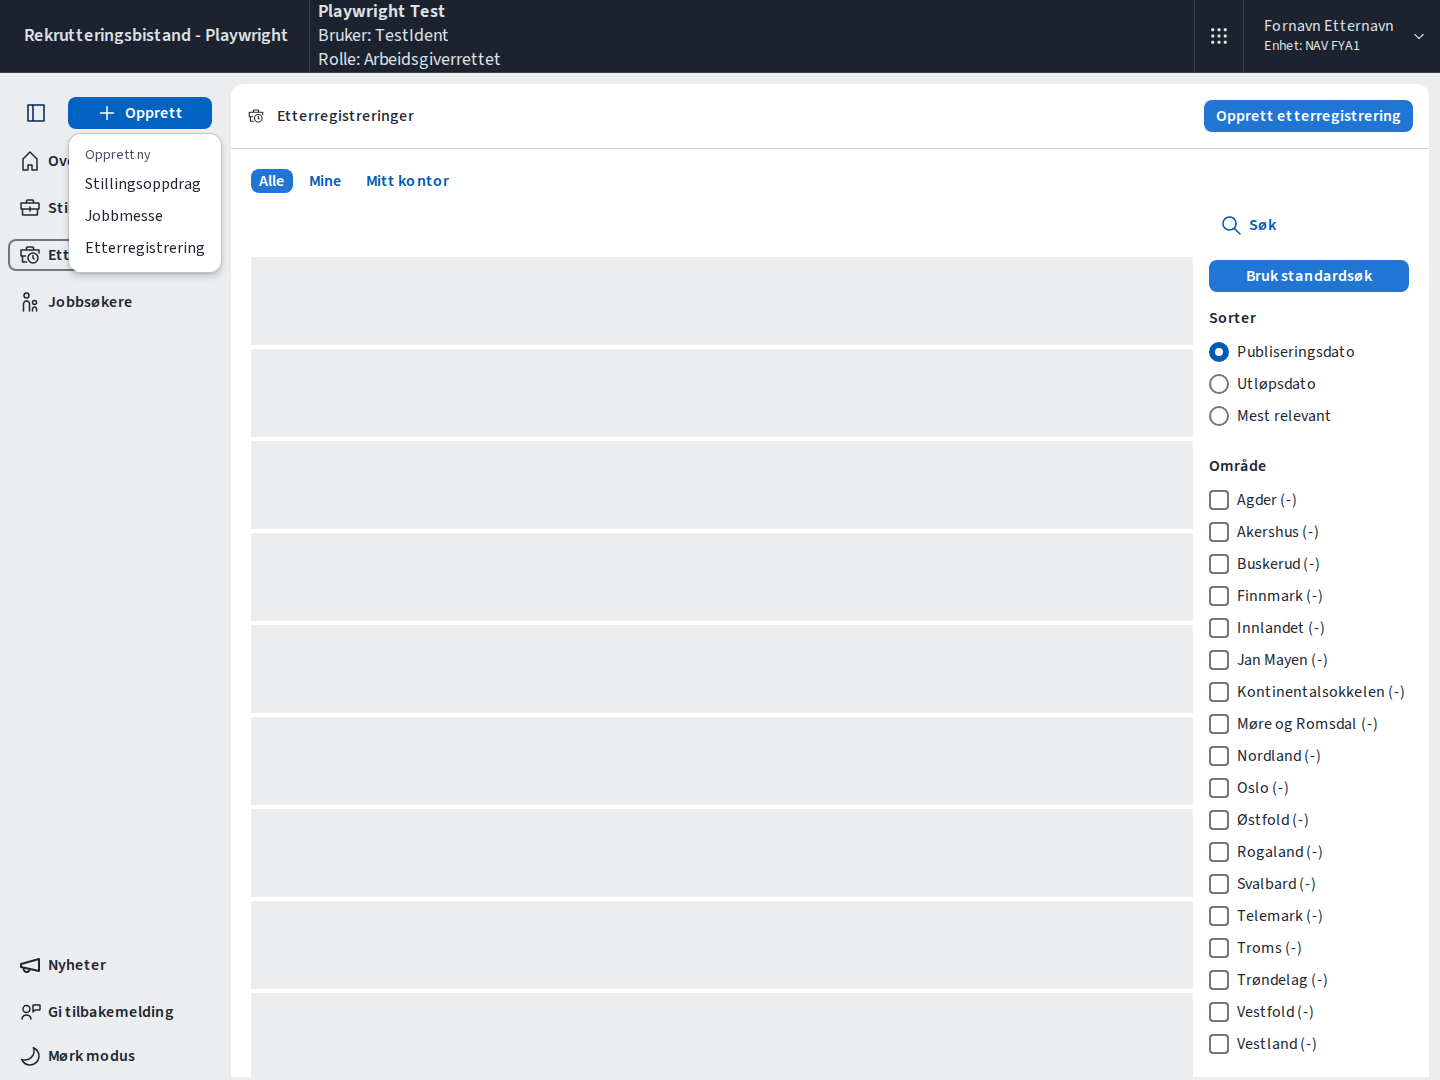 Rekrutteringsbistand - Playwright
Playwright Test
Bruker: TestIdent
Rolle: Arbeidsgiverrettet
Fornavn Etternavn
Enhet: NAV FYA1
Opprett
Opprett ny
Stillingsoppdrag
Jobbmesse
Etterregistrering
Ov
Sti
Ett
Jobbsøkere
Nyheter
Gi tilbakemelding
Mørk modus
Etterregistreringer
Opprett etterregistrering
Alle
Mine
Mitt kontor
Søk
Bruk standardsøk
Sorter
Publiseringsdato
Utløpsdato
Mest relevant
Område
Agder (-)
Akershus (-)
Buskerud (-)
Finnmark (-)
Innlandet (-)
Jan Mayen (-)
Kontinentalsokkelen (-)
Møre og Romsdal (-)
Nordland (-)
Oslo (-)
Østfold (-)
Rogaland (-)
Svalbard (-)
Telemark (-)
Troms (-)
Trøndelag (-)
Vestfold (-)
Vestland (-)